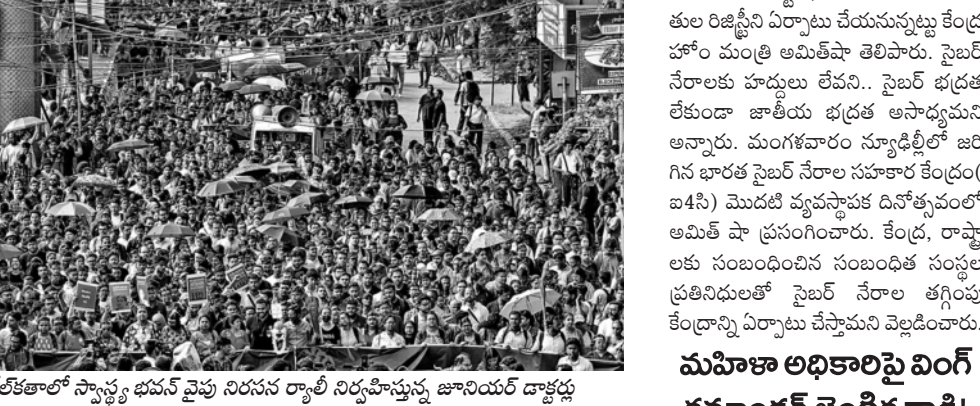 ల్‌కతాలో స్వాస్థ్య భవన్ వైపు నిరసన ర్యాలీ నిర్వహిస్తున్న జూనియర్ డాక్టర్లు
తుల రిజిస్ట్రీని ఏర్పాటు చేయనున్నట్టు కేంద్ర
హోం మంత్రి అమిత్‌షా తెలిపారు. సైబర్
నేరాలకు హద్దులు లేవని.. సైబర్ భద్రత
లేకుండా జాతీయ భద్రత అసాధ్యమని
అన్నారు. మంగళవారం న్యూఢిల్లీలో జరి
గిన భారత సైబర్ నేరాల సహకార కేంద్రం(
ఐ4సి) మొదటి వ్యవస్థాపక దినోత్సవంలో
అమిత్ షా ప్రసంగించారు. కేంద్ర, రాష్ట్రా
లకు సంబంధించిన సంబంధిత సంస్థల
ప్రతినిధులతో సైబర్ నేరాల తగ్గింపు
కేంద్రాన్ని ఏర్పాటు చేస్తామని వెల్లడించారు.
మహిళా అధికారిపై వింగ్